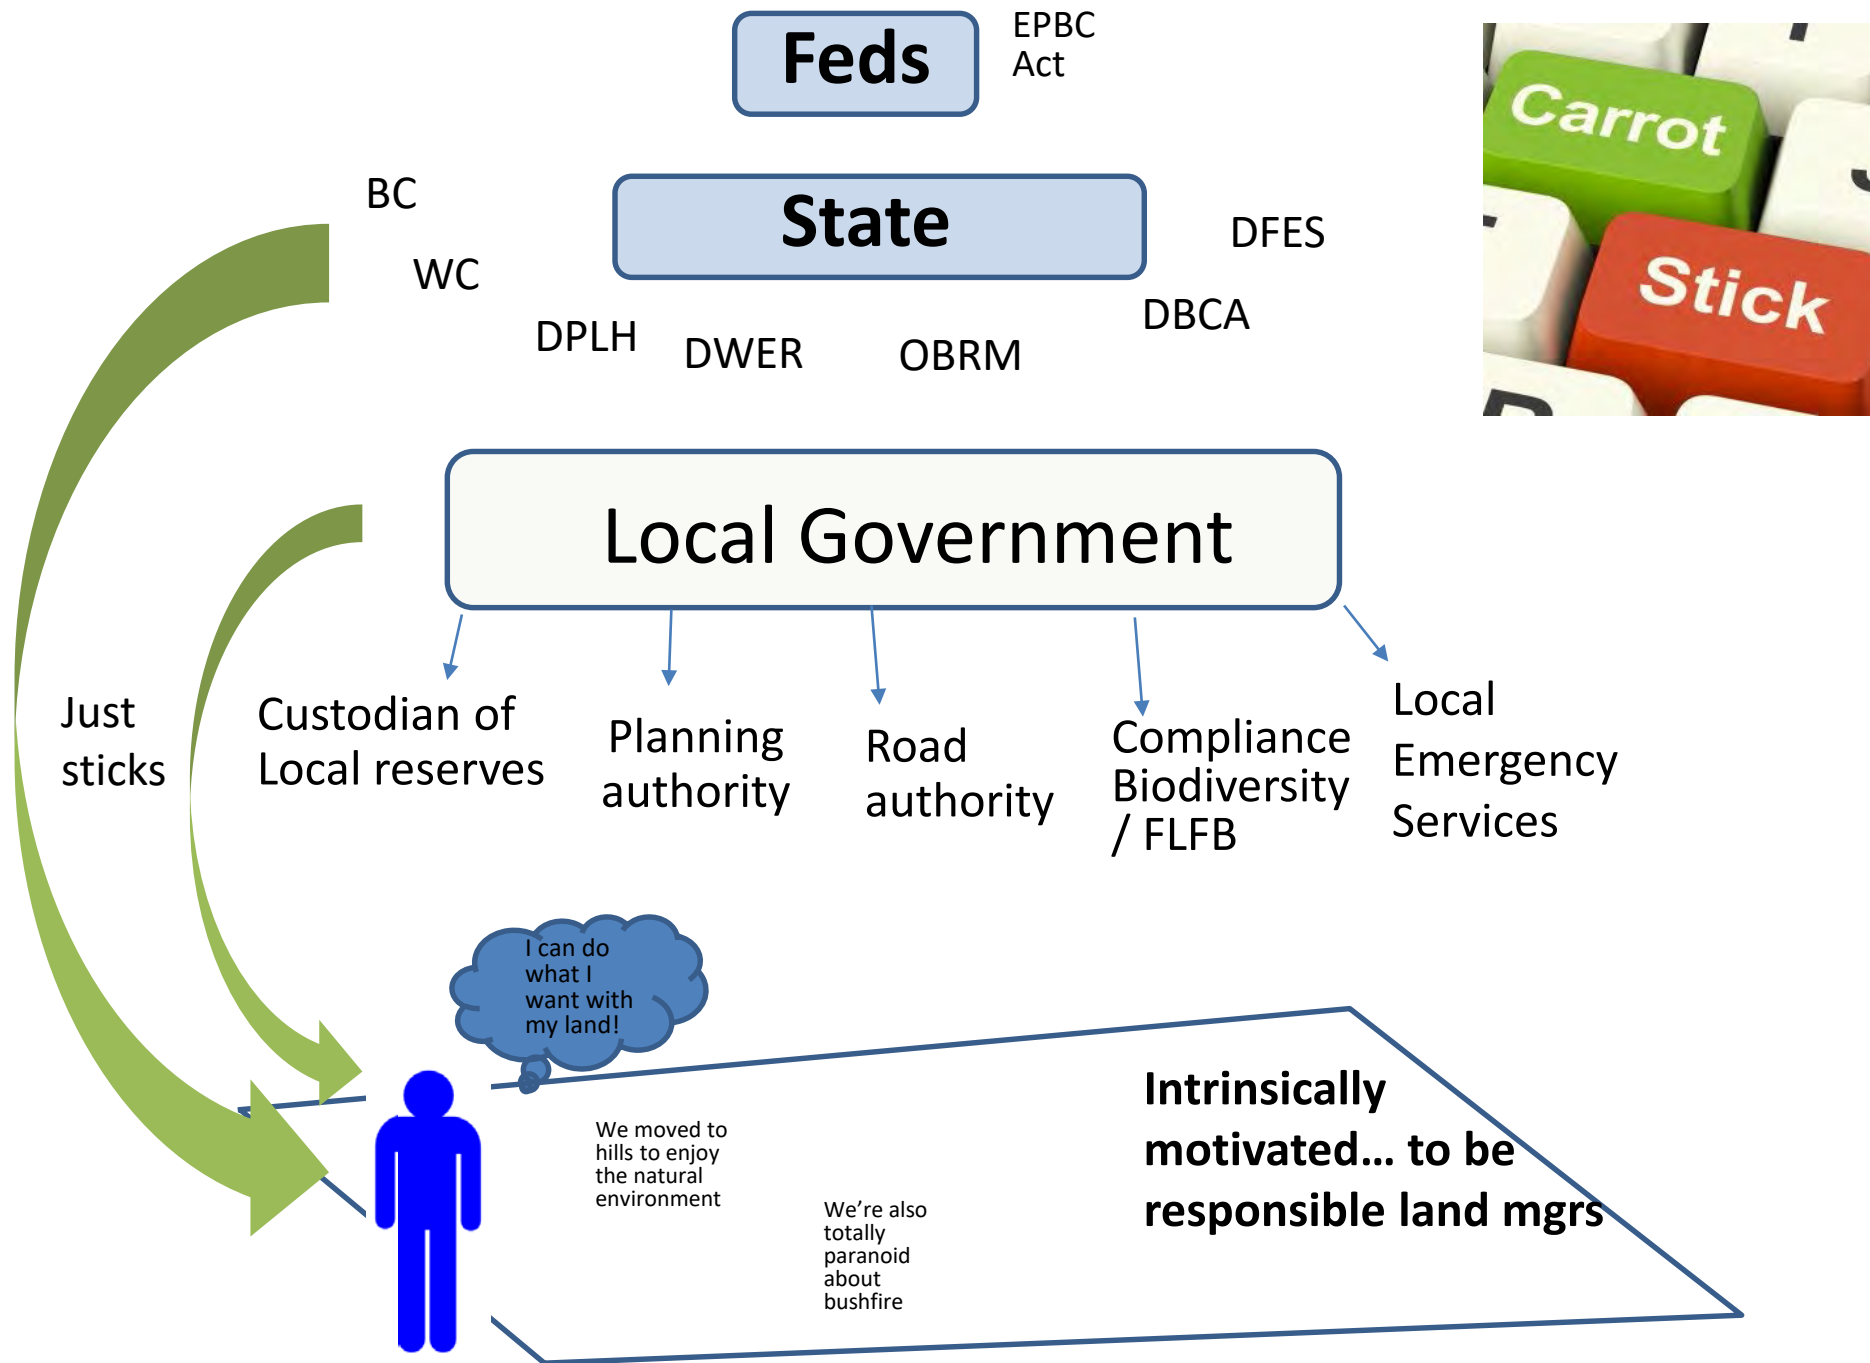 Feds
EPBC
Act
Carrot
Stick
State
BC
WC
DPLH
DWER
OBRM
DBCA
DFES
Local Government
Just
sticks
Custodian of
Local reserves
Planning
authority
Road
authority
Compliance
Biodiversity
/ FLFB
Local
Emergency
Services
I can do
what I
want with
my land!
We moved to
hills to enjoy
the natural
environment
We’re also
totally
paranoid
about
bushfire
Intrinsically
motivated... to be
responsible land mgrs